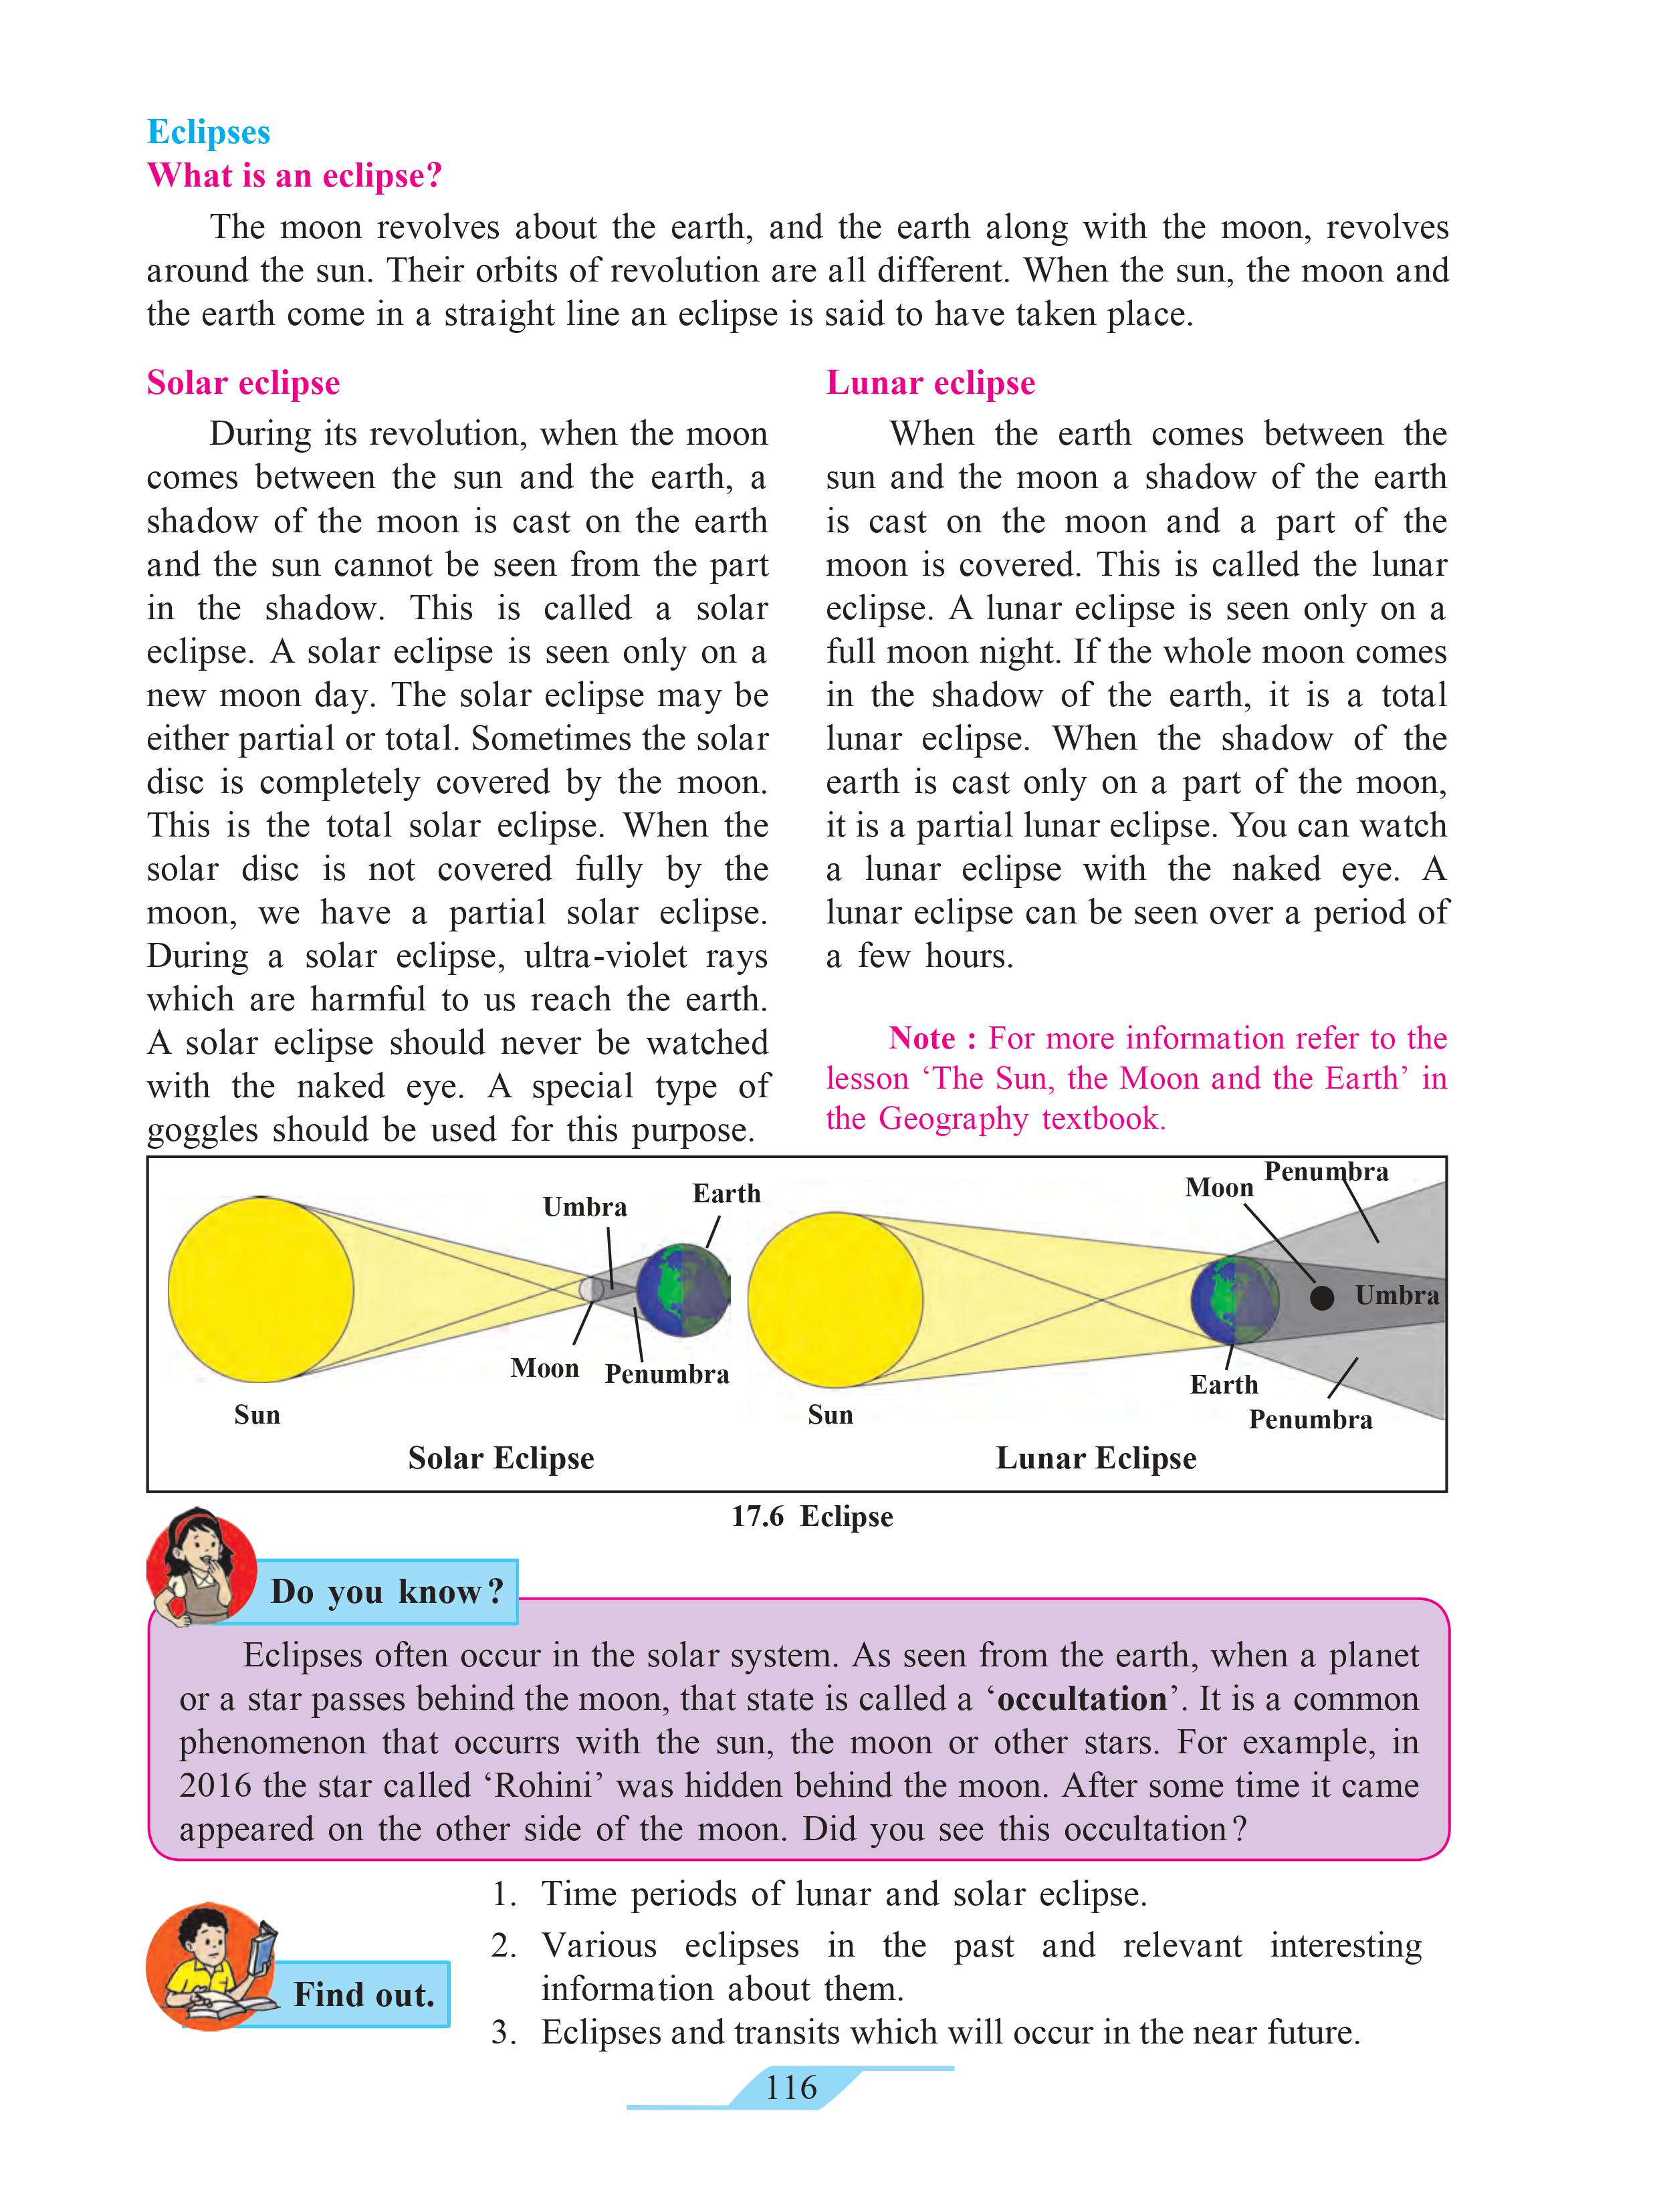 Eclipses
What is an eclipse?
The moon revolves about the earth, and the earth along with the moon, revolves
around the sun. Their orbits of revolution are all different. When the sun, the moon and
the earth come in a straight line an eclipse is said to have taken place.
Solar eclipse
During its revolution, when the moon
comes between the sun and the earth, a
shadow of the moon is cast on the earth
and the sun cannot be seen from the part
in the shadow. This is called a solar
eclipse. A solar eclipse is seen only on a
new moon day. The solar eclipse may be
either partial or total. Sometimes the solar
disc is completely covered by the moon.
This is the total solar eclipse. When the
solar disc is not covered fully by the
moon, we have a partial solar eclipse.
During a solar eclipse, ultra-violet rays
which are harmful to us reach the earth.
A solar eclipse should never be watched
with the naked eye. A special type of
goggles should be used for this purpose.
Lunar eclipse
When the earth comes between the
sun and the moon a shadow of the earth
is cast on the moon and a part of the
moon is covered. This is called the lunar
eclipse. A lunar eclipse is seen only on a
full moon night. If the whole moon comes
in the shadow of the earth, it is a total
lunar eclipse. When the shadow of the
earth is cast only on a part of the moon,
it is a partial lunar eclipse. You can watch
a lunar eclipse with the naked eye. A
lunar eclipse can be seen over a period of
a few hours.
Note : For more information refer to the
lesson ‘The Sun, the Moon and the Earth’ in
the Geography textbook.
Umbra
Earth
Moon
Penumbra
Sun
Solar Eclipse
Moon
Penumbra
Umbra
Earth
Penumbra
Sun
Lunar Eclipse
17.6 Eclipse
Do you know?
Eclipses often occur in the solar system. As seen from the earth, when a planet
or a star passes behind the moon, that state is called a ‘occultation’. It is a common
phenomenon that occurrs with the sun, the moon or other stars. For example, in
2016 the star called ‘Rohini’ was hidden behind the moon. After some time it came
appeared on the other side of the moon. Did you see this occultation?
Find out.
1. Time periods of lunar and solar eclipse.
2. Various eclipses in the past and relevant interesting
information about them.
3. Eclipses and transits which will occur in the near future.
116